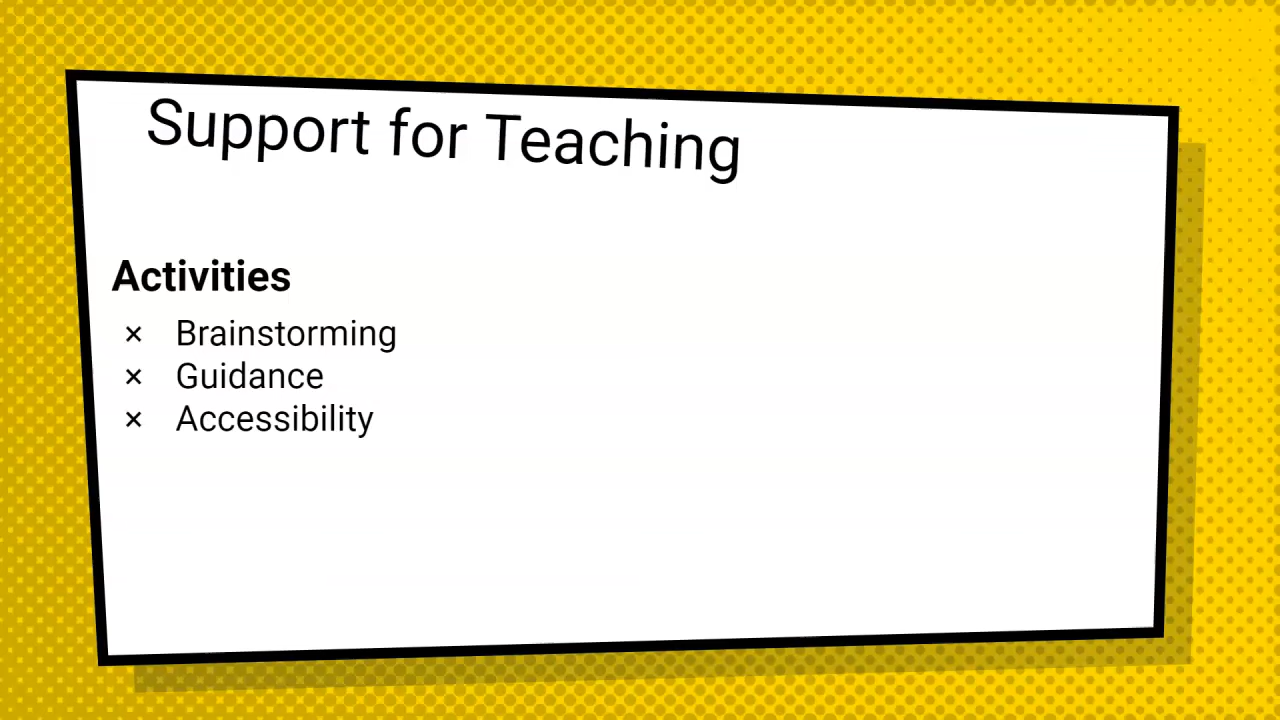 Support for Teaching
Activities
× Brainstorming
× Guidance
× Accessibility